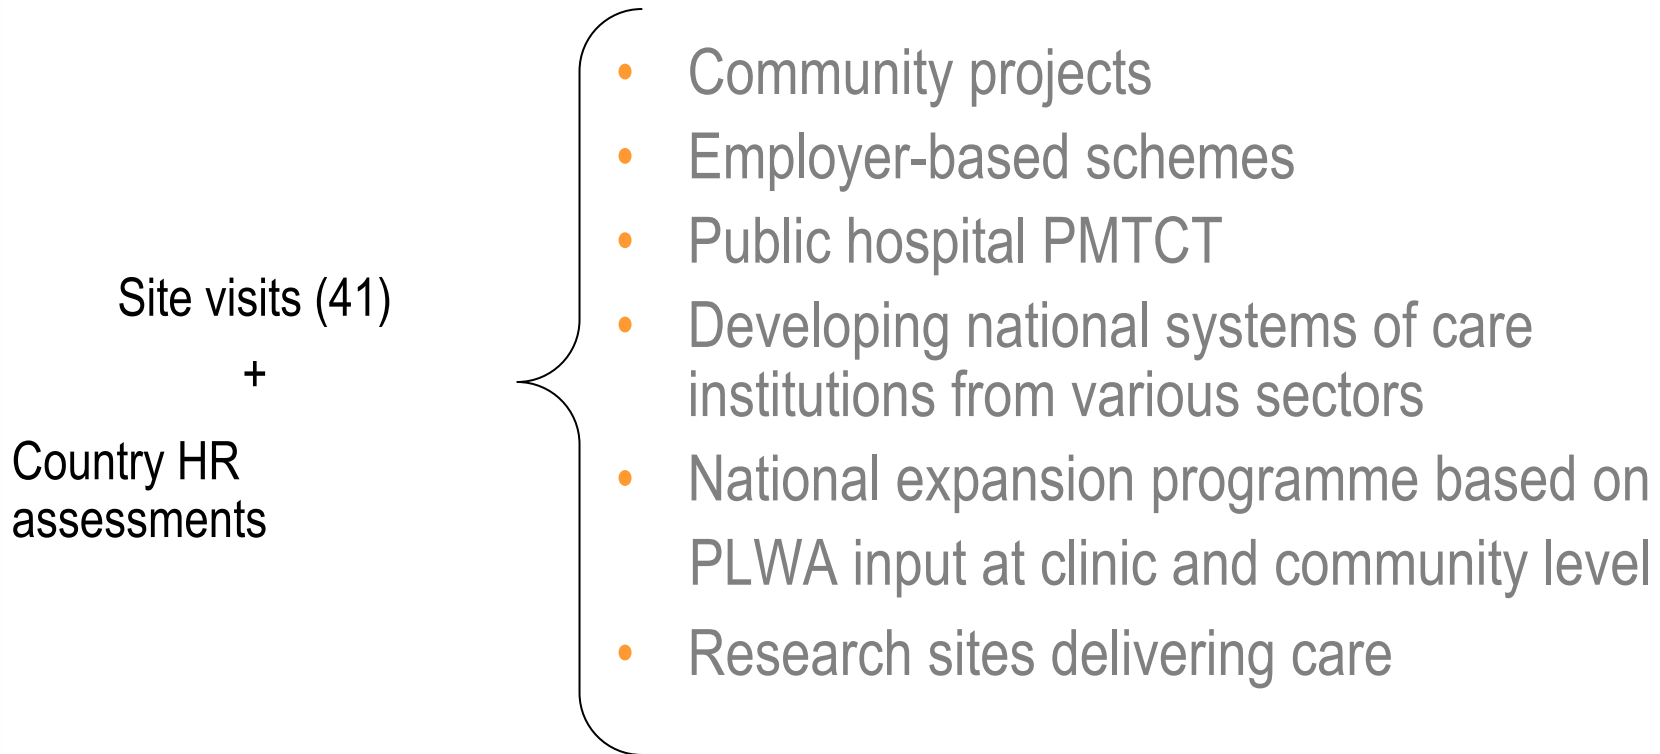 Site visits (41)
+
Country HR
assessments
• Community projects
• Employer-based schemes
• Public hospital PMTCT
• Developing national systems of care
institutions from various sectors
• National expansion programme based on
PLWA input at clinic and community level
• Research sites delivering care